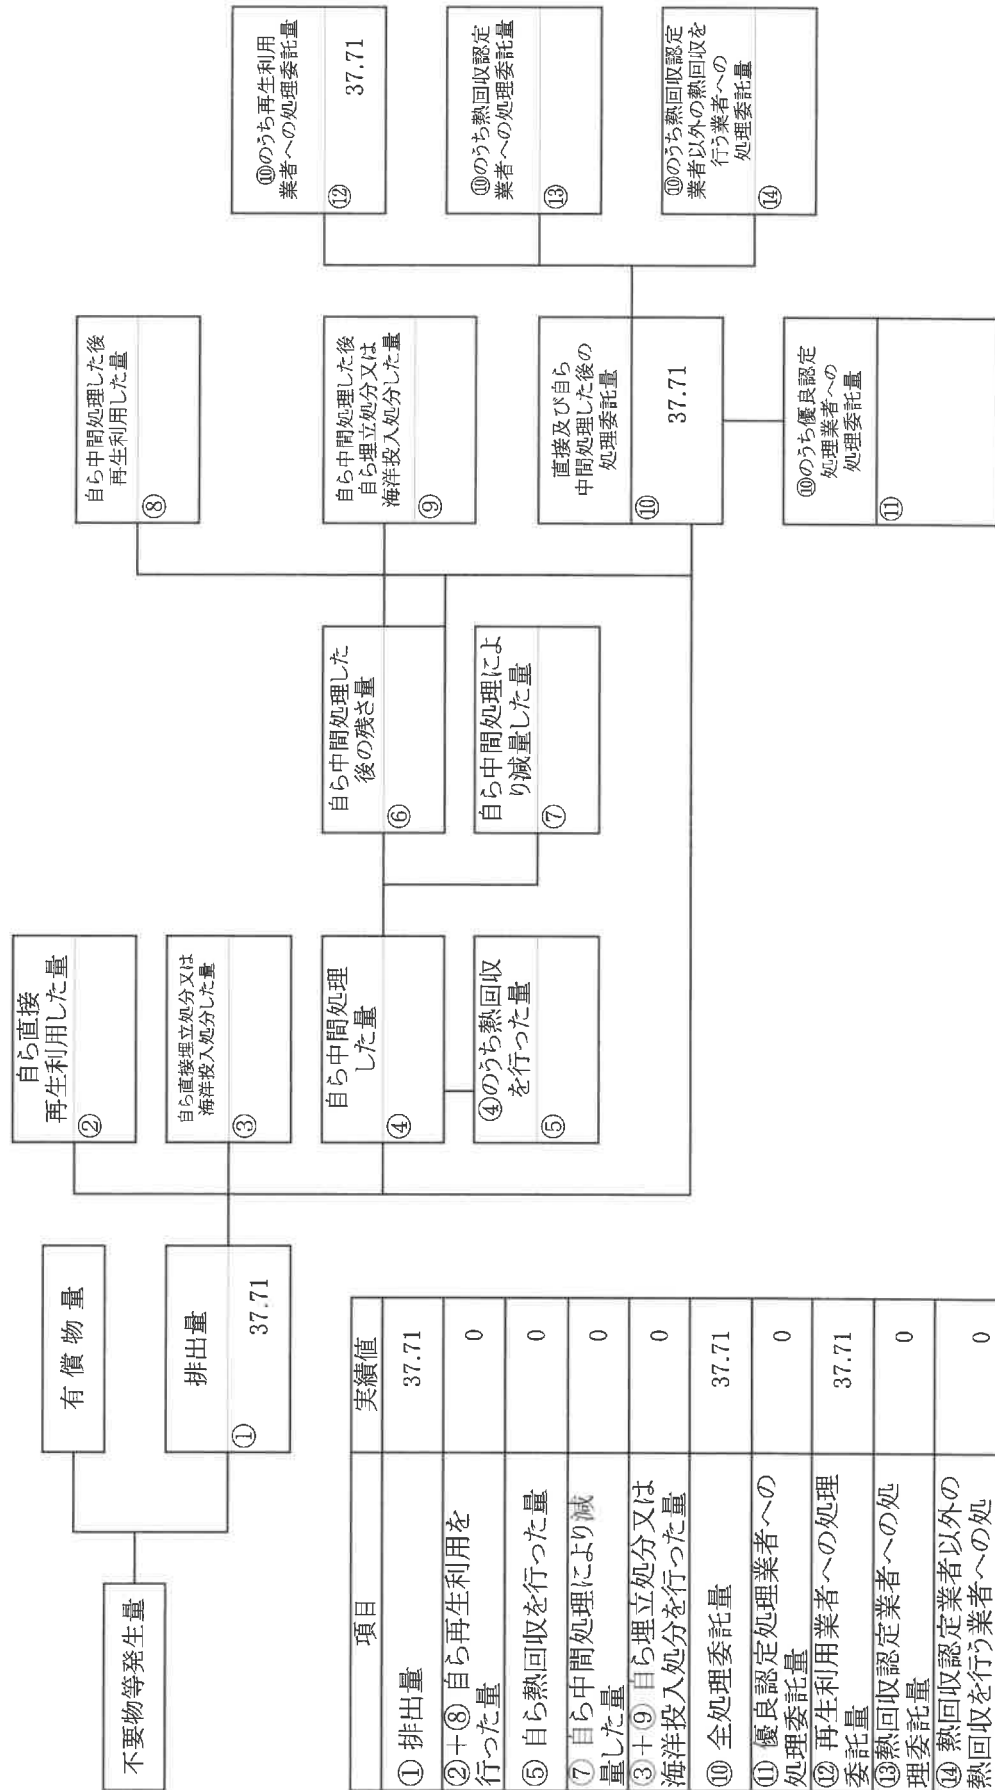 不要物等発生量
有償物量
排出量
①
37.71
自ら直接
再生利用した量
②
自ら直接埋立処分又は
海洋投入処分した量
③
自ら中間処理
した量
④
④のうち熱回収
を行った量
⑤
自ら中間処理した
後の残さ量
⑥
自ら中間処理によ
り減量した量
⑦
自ら中間処理した後
再生利用した量
⑧
自ら中間処理した後
自ら埋立処分又は
海洋投入処分した量
⑨
直接及び自ら
中間処理した後の
処理委託量
⑩
37.71
⑩のうち優良認定
処理業者への
処理委託量
⑪
⑩のうち再生利用
業者への処理委託量
⑫
37.71
⑩のうち熱回収認定
業者への処理委託量
⑬
⑩のうち熱回収認定
業者以外の熱回収を
行う業者への
処理委託量
⑭
項目 実績値
① 排出量 37.71
②+⑧ 自ら再生利用を
行った量 0
⑤ 自ら熱回収を行った量 0
⑦ 自ら中間処理により減
量した量 0
③+⑨ 自ら埋立処分又は
海洋投入処分を行った量 0
⑩ 全処理委託量 37.71
⑪ 優良認定処理業者への
処理委託量 0
⑫ 再生利用業者への処理
委託量 37.71
⑬熱回収認定業者への処
理委託量 0
⑭ 熱回収認定業者以外の
熱回収を行う業者への処 0